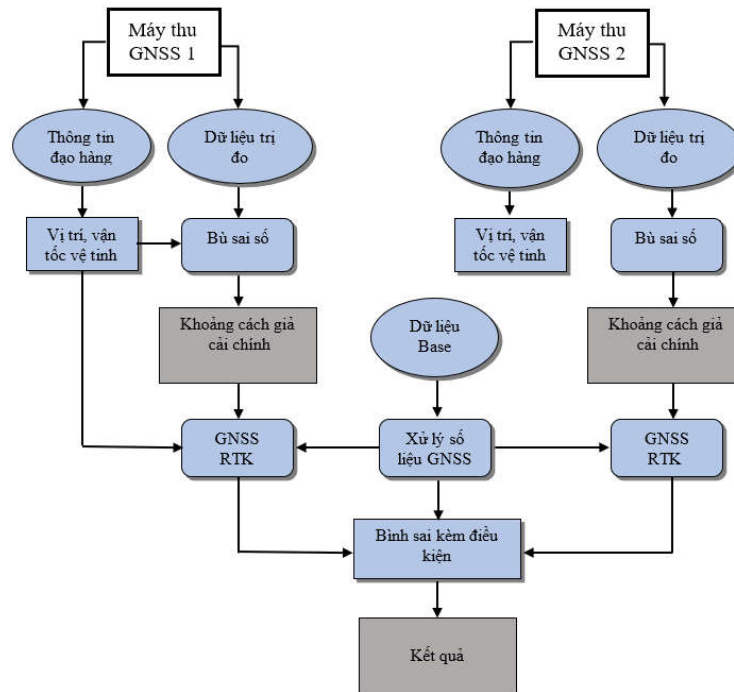 Máy thu
GNSS 1
Máy thu
GNSS 2
Thông tin
đạo hàng
Dữ liệu trị
đo
Thông tin
đạo hàng
Dữ liệu trị
đo
Vị trí, vận
tốc vệ tinh
Bù sai số
Vị trí, vận
tốc vệ tinh
Bù sai số
Khoảng cách giả
cải chính
Dữ liệu
Base
Khoảng cách giả
cải chính
GNSS
RTK
Xử lý số
liệu GNSS
GNSS
RTK
Bình sai kèm điều
kiện
Kết quả